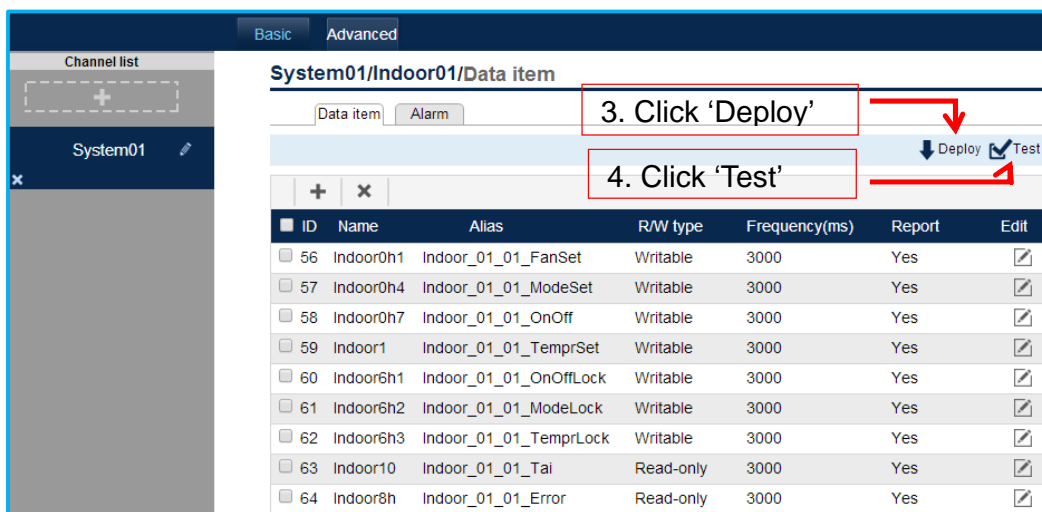 Basic Advanced
Channel list
System01
System01/Indoor01/Data item
Data item Alarm
3. Click ‘Deploy’
Deploy Test
4. Click ‘Test’
ID Name Alias R/W type Frequency(ms) Report Edit
56 Indoor0h1 Indoor_01_01_FanSet Writable 3000 Yes
57 Indoor0h4 Indoor_01_01_ModeSet Writable 3000 Yes
58 Indoor0h7 Indoor_01_01_OnOff Writable 3000 Yes
59 Indoor1 Indoor_01_01_TemprSet Writable 3000 Yes
60 Indoor6h1 Indoor_01_01_OnOffLock Writable 3000 Yes
61 Indoor6h2 Indoor_01_01_ModeLock Writable 3000 Yes
62 Indoor6h3 Indoor_01_01_TemprLock Writable 3000 Yes
63 Indoor10 Indoor_01_01_Tai Read-only 3000 Yes
64 Indoor8h Indoor_01_01_Error Read-only 3000 Yes